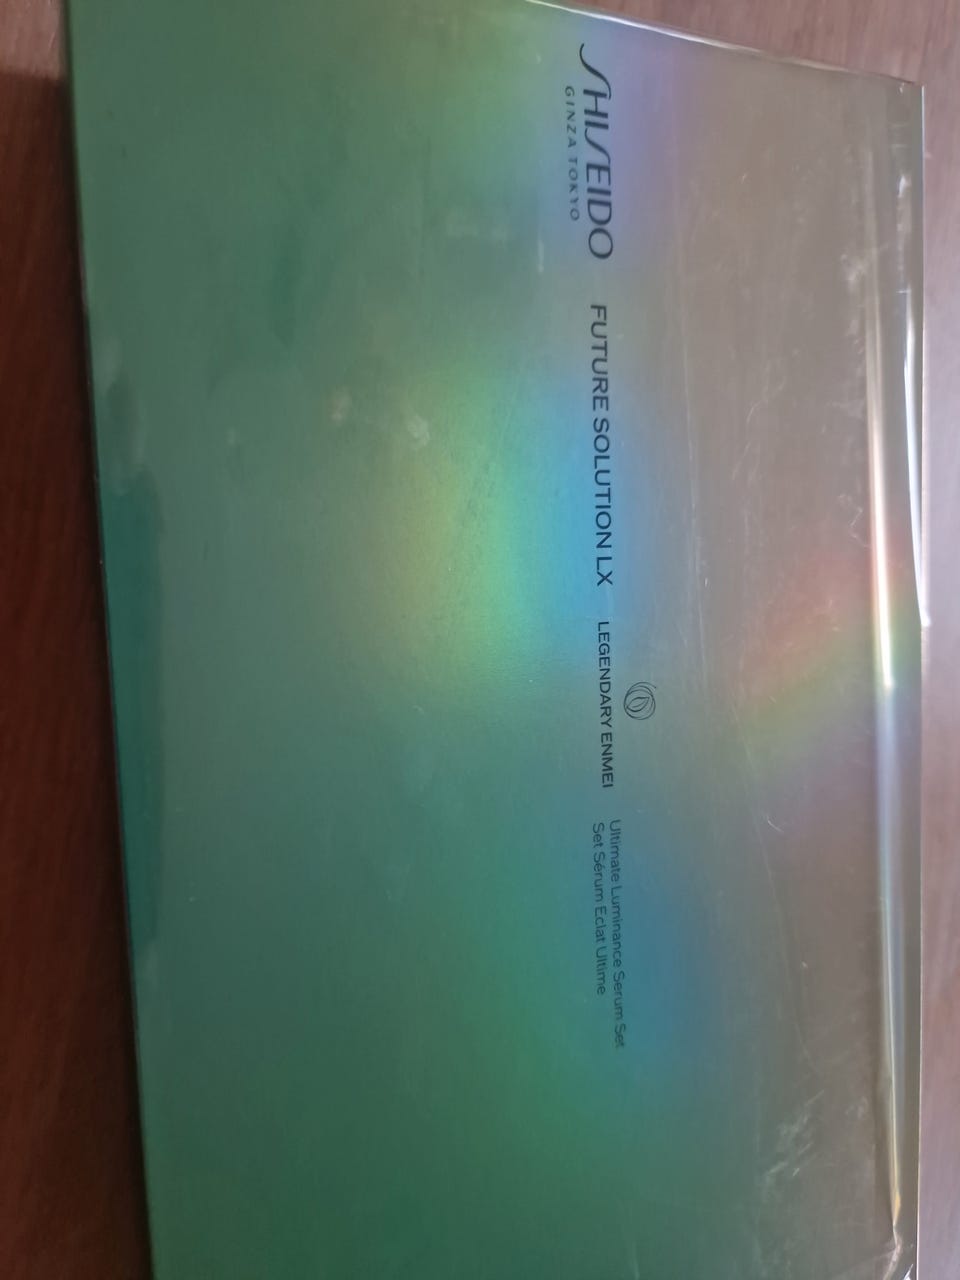 SHISEIDO
GINZA TOKYO
FUTURE SOLUTION LX
LEGENDARY ENMEI
Ultimate Luminance Serum Set
Set Sérum Eclat Ultime